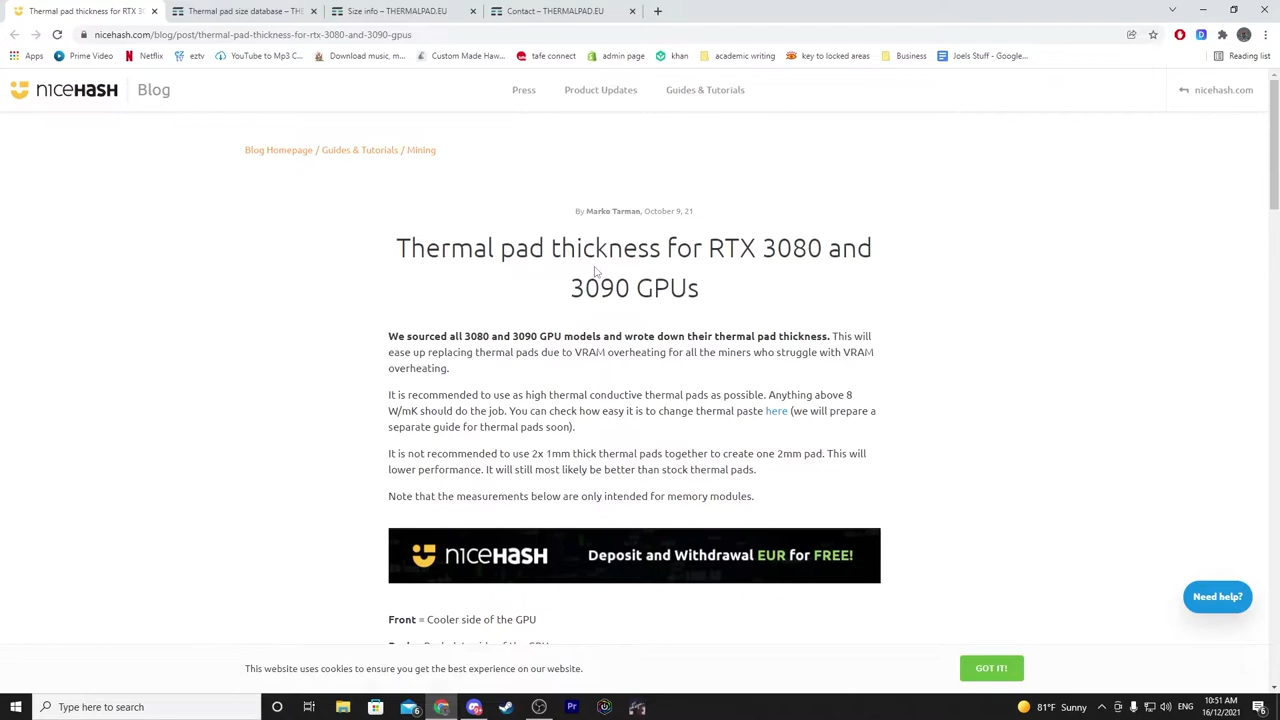 Thermal pad thickness for RTX 3
Thermal pad size database – THE
Size info – THERMALPAD.EU
Contact – THERMALPAD.EU
nicehash.com/blog/post/thermal-pad-thickness-for-rtx-3080-and-3090-gpus
Apps
Prime Video
Netflix
eztv
YouTube to Mp3 C...
Download music, m...
Custom Made Haw...
tafe connect
admin page
khan
academic writing
key to locked areas
Business
Joels Stuff - Google...
Reading list
niceHASH Blog
Press
Product Updates
Guides & Tutorials
nicehash.com
Blog Homepage / Guides & Tutorials / Mining
By Marko Tarman, October 9, 21
Thermal pad thickness for RTX 3080 and
3090 GPUs
We sourced all 3080 and 3090 GPU models and wrote down their thermal pad thickness. This will
ease up replacing thermal pads due to VRAM overheating for all the miners who struggle with VRAM
overheating.
It is recommended to use as high thermal conductive thermal pads as possible. Anything above 8
W/mK should do the job. You can check how easy it is to change thermal paste here (we will prepare a
separate guide for thermal pads soon).
It is not recommended to use 2x 1mm thick thermal pads together to create one 2mm pad. This will
lower performance. It will still most likely be better than stock thermal pads.
Note that the measurements below are only intended for memory modules.
niceHASH
Deposit and Withdrawal EUR for FREE!
Front = Cooler side of the GPU
Need help?
This website uses cookies to ensure you get the best experience on our website.
GOT IT!
Type here to search
81°F Sunny
10:51 AM
16/12/2021